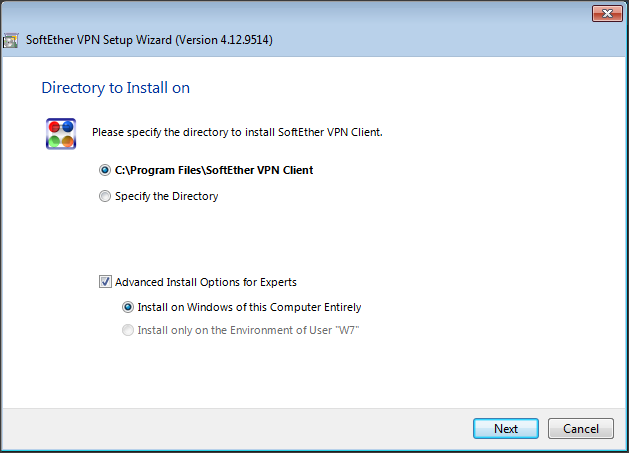 SoftEther VPN Setup Wizard (Version 4.12.9514)
Directory to Install on
Please specify the directory to install SoftEther VPN Client.
C:\Program Files\SoftEther VPN Client
Specify the Directory
Advanced Install Options for Experts
Install on Windows of this Computer Entirely
Install only on the Environment of User "W7"
Next Cancel